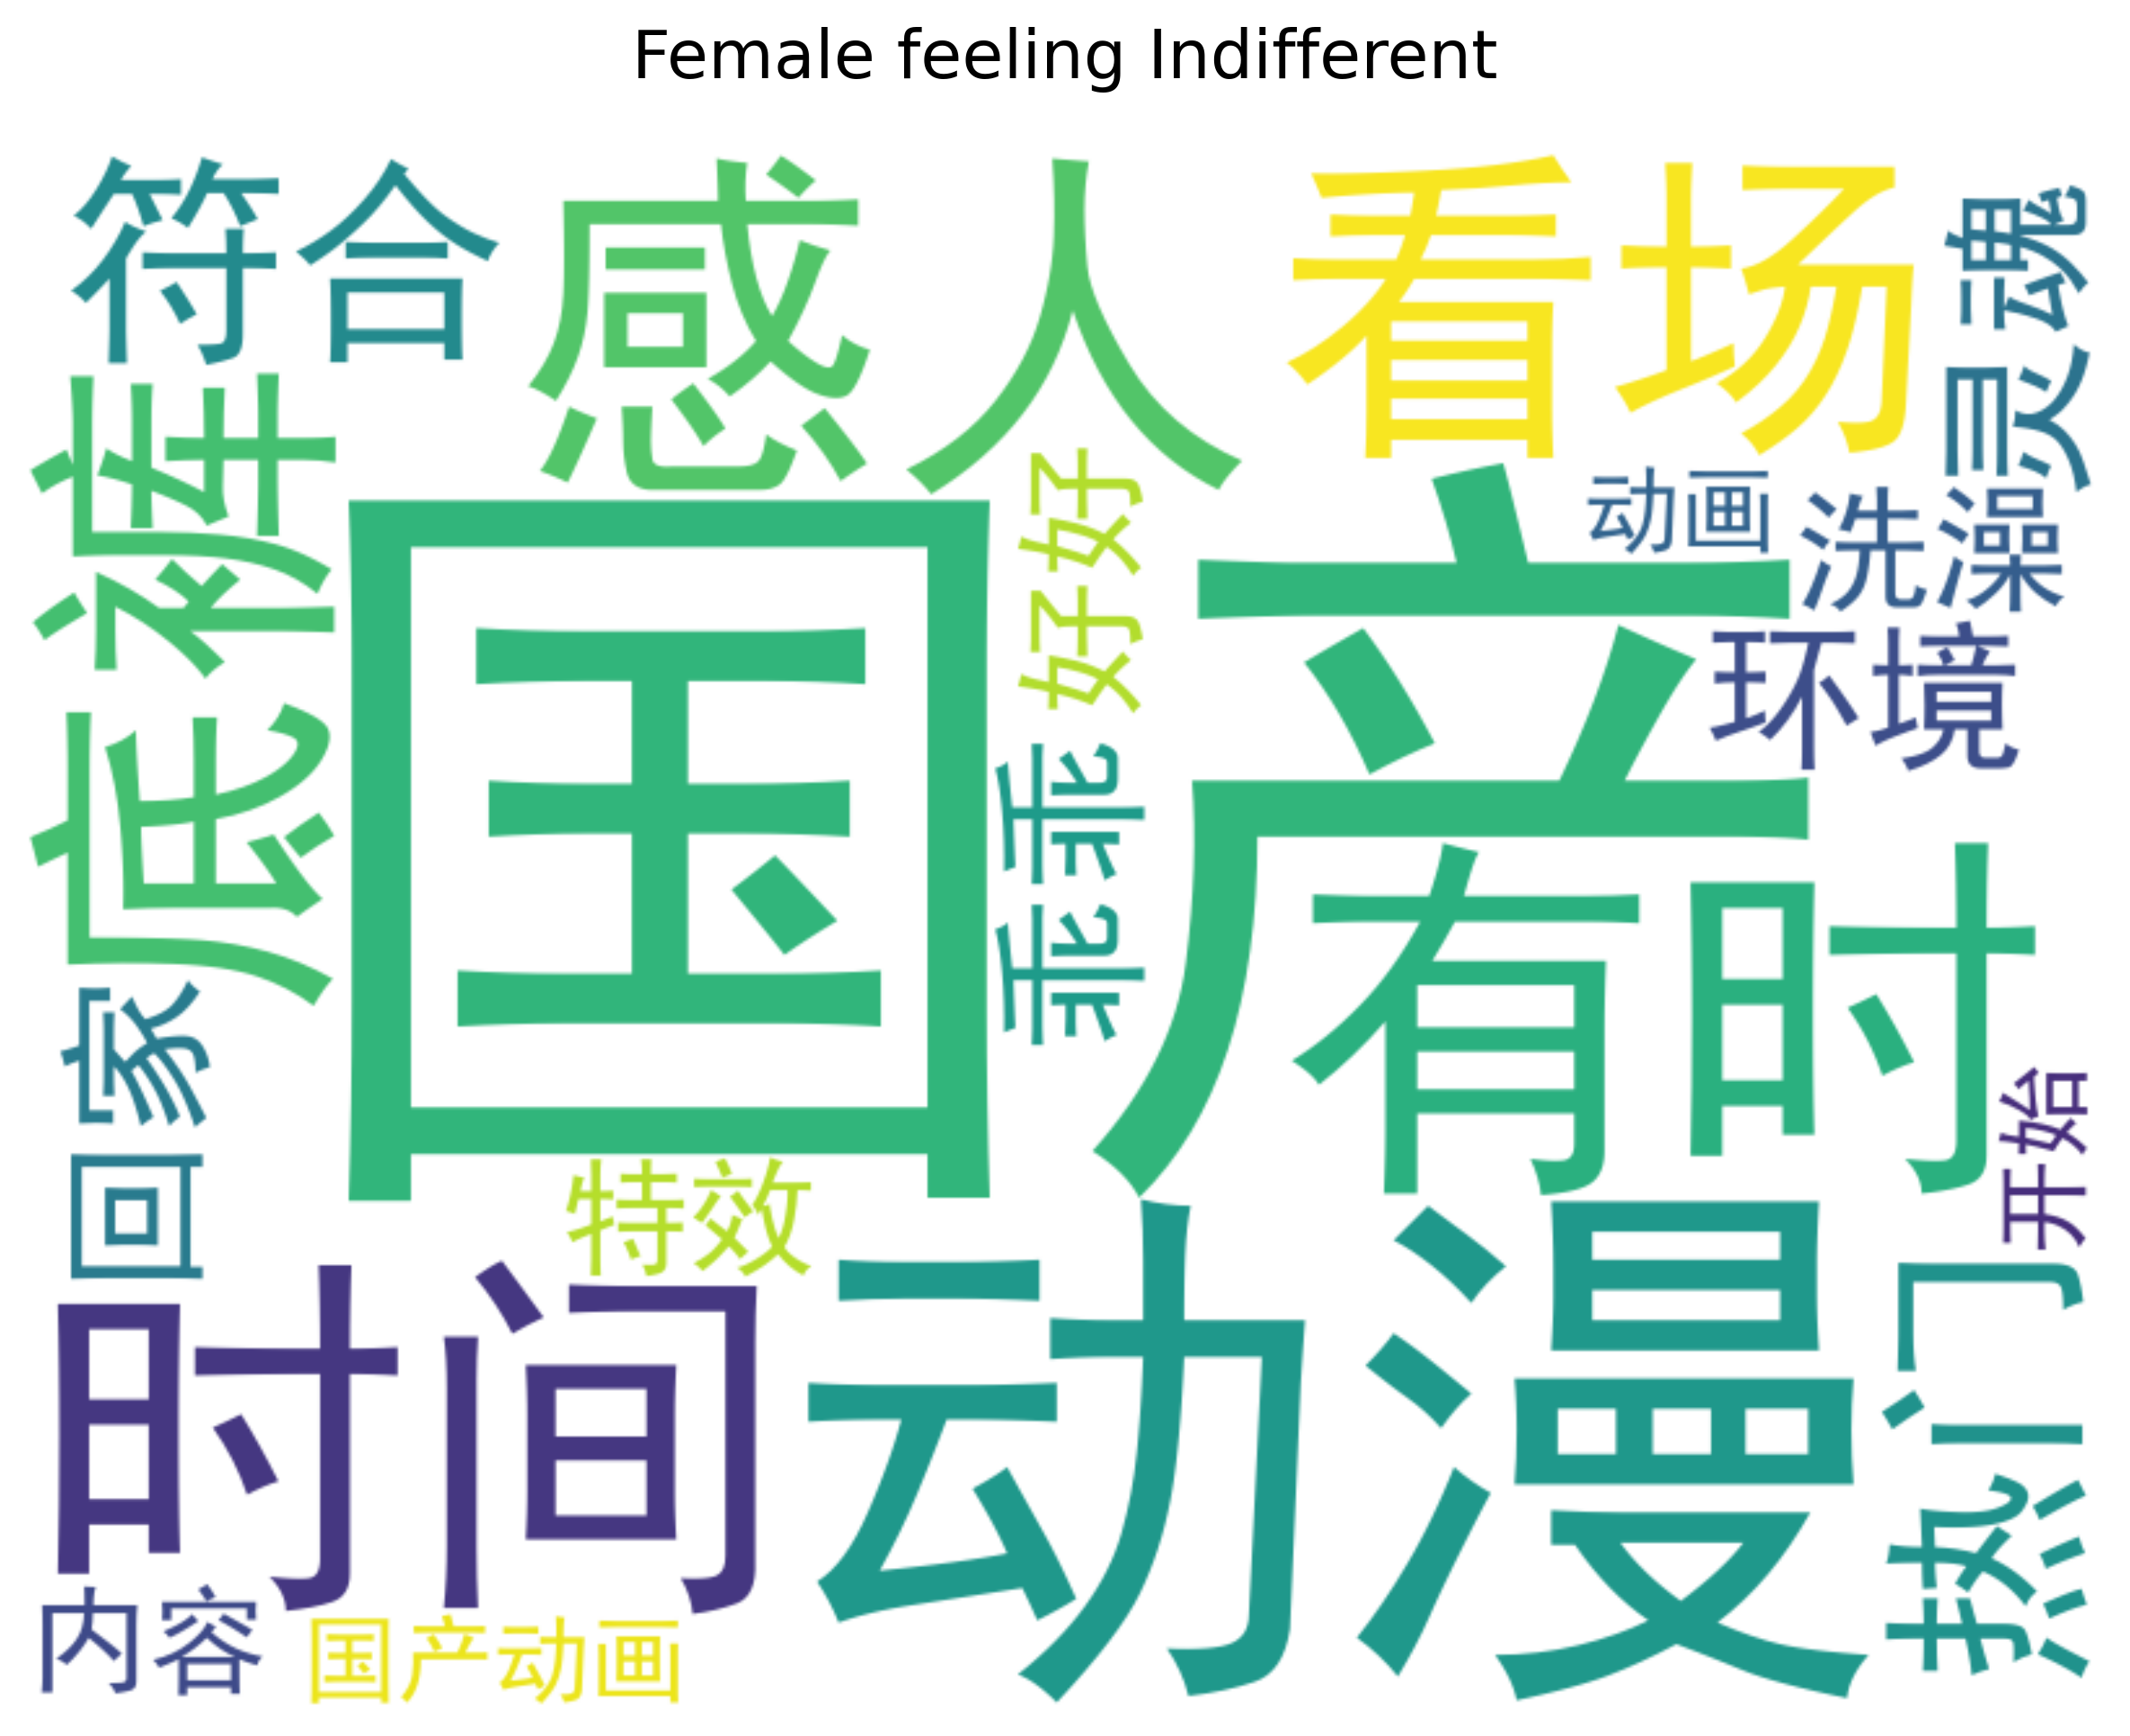 Female feeling Indifferent
符合
感人
看场
灵魂
底裤
国产
好好
动画
洗澡
环境
乖乖
有时
回家
开始
特效
时间
动漫
热门
内容
国产动画